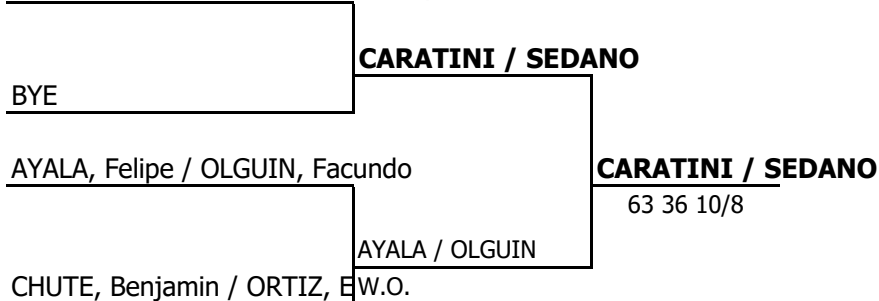 CARATINI / SEDANO
BYE
AYALA, Felipe / OLGUIN, Facundo
CARATINI / SEDANO
63 36 10/8
AYALA / OLGUIN
CHUTE, Benjamin / ORTIZ, E
W.O.